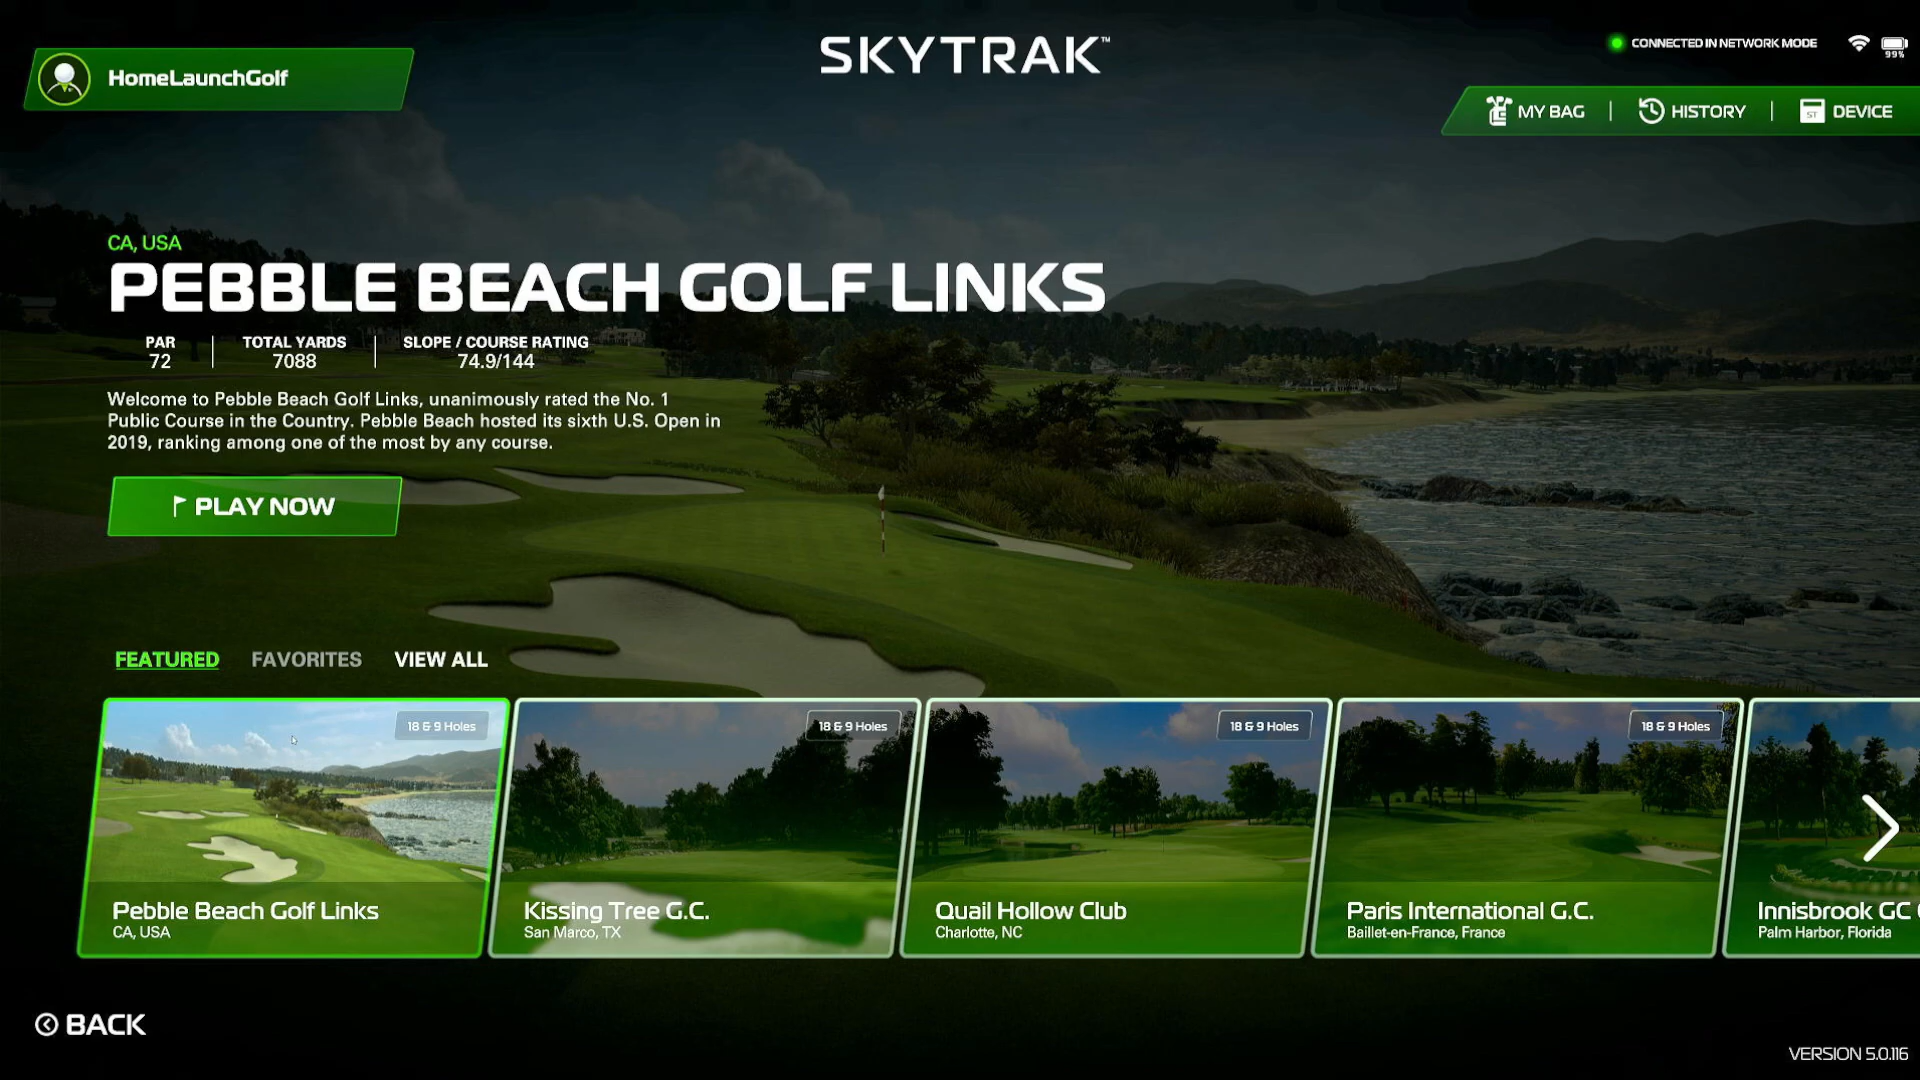 HomeLaunchGolf
SKYTRAK™
CONNECTED IN NETWORK MODE
99%
MY BAG | HISTORY | ST DEVICE
CA, USA
PEBBLE BEACH GOLF LINKS
PAR | TOTAL YARDS | SLOPE / COURSE RATING
72 7088 74.9/144
Welcome to Pebble Beach Golf Links, unanimously rated the No. 1
Public Course in the Country. Pebble Beach hosted its sixth U.S. Open in
2019, ranking among one of the most by any course.
PLAY NOW
FEATURED FAVORITES VIEW ALL
18 & 9 Holes
Pebble Beach Golf Links
CA, USA
18 & 9 Holes
Kissing Tree G.C.
San Marco, TX
18 & 9 Holes
Quail Hollow Club
Charlotte, NC
18 & 9 Holes
Paris International G.C.
Baillet-en-France, France
Innisbrook GC
Palm Harbor, Florida
BACK
VERSION 5.0.116